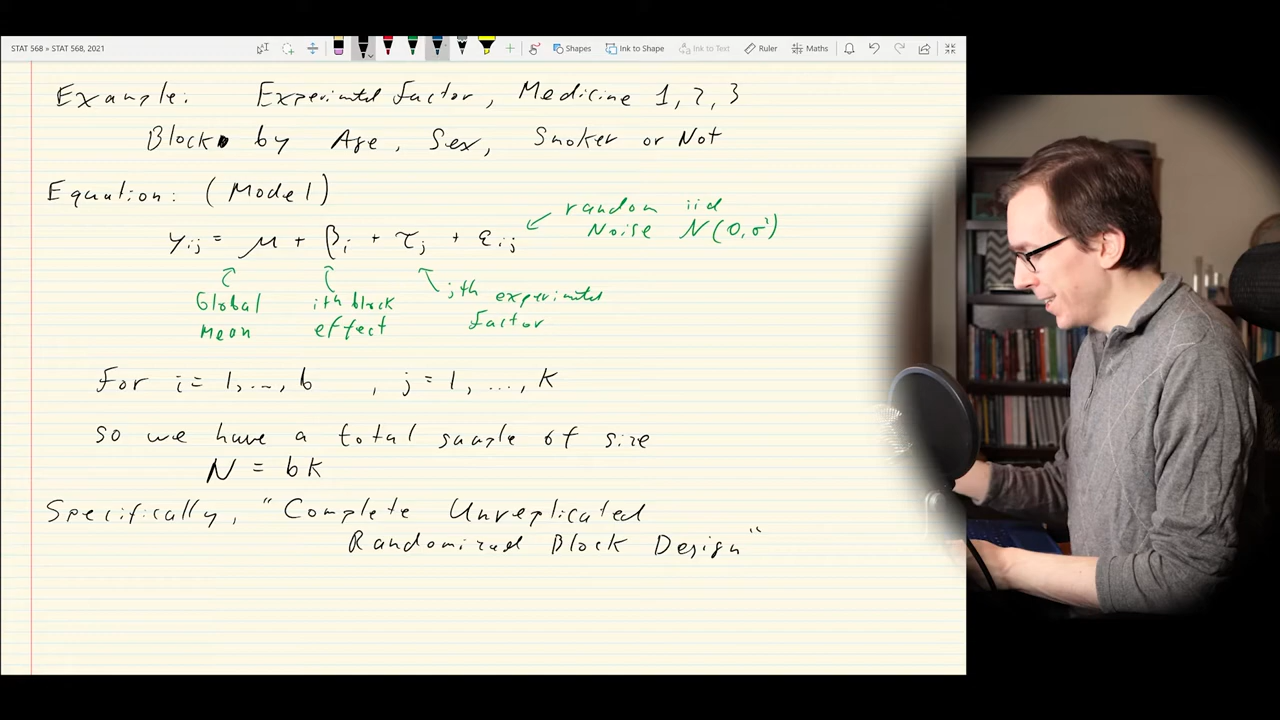 STAT 568 » STAT 568, 2021
Shapes Ink to Shape Ink to Text Ruler Maths
Example: Experimental Factor, Medicine 1, 2, 3
Block by Age, Sex, Smoker or Not
Equation: (Model)
random iid
Noise N(0,σ²)
yij = μ + βi + τj + εij
Global Mean
ith block effect
jth experimental factor
For i = 1,...,b , j = 1, ..., K
so we have a total sample of size
N = bK
Specifically, "Complete Unreplicated
Randomized Block Design"